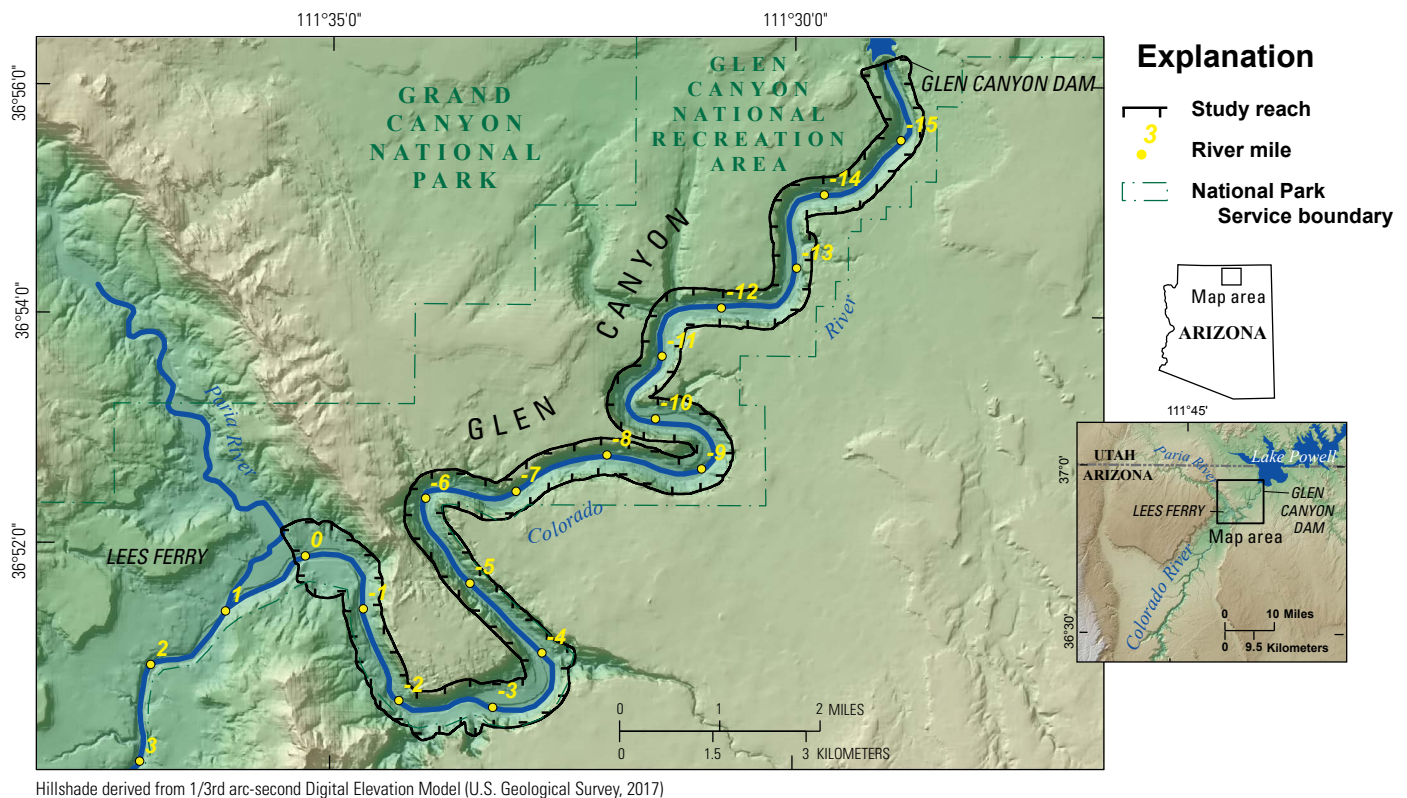 111°35'0"
111°30'0"
36°56'0"
36°54'0"
36°52'0"
GRAND
CANYON
NATIONAL
PARK
GLEN
CANYON
NATIONAL
RECREATION
AREA
GLEN CANYON DAM
-15
-14
-13
-12
-11
-10
-9
-8
-7
-6
-5
-4
-3
-2
-1
0
1
2
3
GLEN CANYON
Colorado
River
Paria River
LEES FERRY
0 1 2 MILES
0 1.5 3 KILOMETERS
Explanation
Study reach
3
River mile
National Park
Service boundary
Map area
ARIZONA
111°45'
37°0'
36°30'
UTAH
ARIZONA
Paria River
Lake Powell
LEES FERRY
GLEN
CANYON
DAM
Map area
Colorado River
0 10 Miles
0 9.5 Kilometers
Hillshade derived from 1/3rd arc-second Digital Elevation Model (U.S. Geological Survey, 2017)